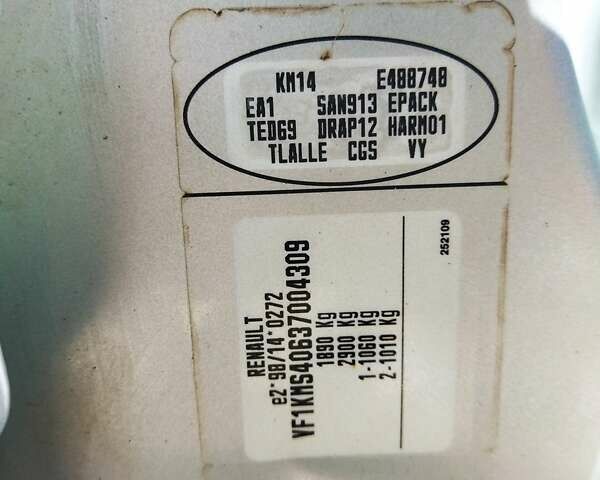 KM14 E488748
EA1 SAN913 EPACK
TED69 DRAP12 HARM01
TLALLE CGS VY
RENAULT
e2*98/14*0272
VF1KMS40637004309
1890 Kg
2900 Kg
1-1060 Kg
2-1010 Kg
252109